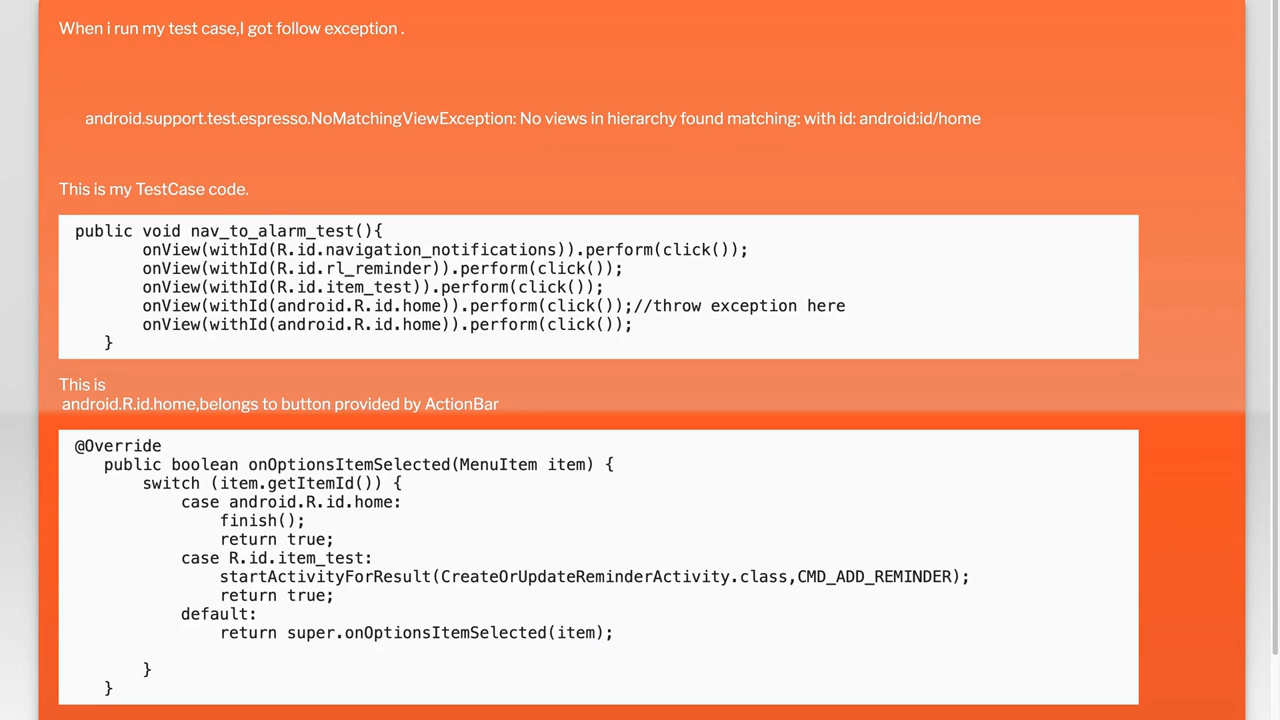 When i run my test case,I got follow exception .
android.support.test.espresso.NoMatchingViewException: No views in hierarchy found matching: with id: android:id/home
This is my TestCase code.
public void nav_to_alarm_test(){
onView(withId(R.id.navigation_notifications)).perform(click());
onView(withId(R.id.rl_reminder)).perform(click());
onView(withId(R.id.item_test)).perform(click());
onView(withId(android.R.id.home)).perform(click());//throw exception here
onView(withId(android.R.id.home)).perform(click());
}
This is
android.R.id.home,belongs to button provided by ActionBar
@Override
public boolean onOptionsItemSelected(MenuItem item) {
switch (item.getItemId()) {
case android.R.id.home:
finish();
return true;
case R.id.item_test:
startActivityForResult(CreateOrUpdateReminderActivity.class,CMD_ADD_REMINDER);
return true;
default:
return super.onOptionsItemSelected(item);
}
}